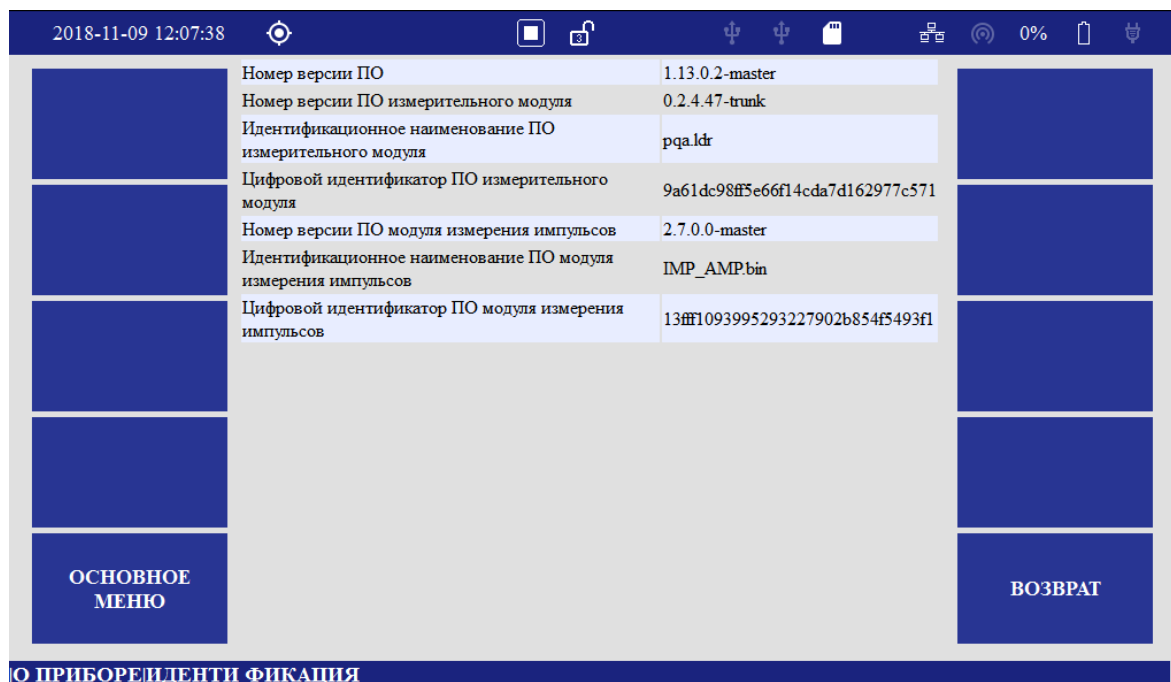 2018-11-09 12:07:38
3
0%
Номер версии ПО
1.13.0.2-master
Номер версии ПО измерительного модуля
0.2.4.47-trunk
Идентификационное наименование ПО
измерительного модуля
pqa.ldr
Цифровой идентификатор ПО измерительного
модуля
9a61dc98ff5e66f14cda7d162977c571
Номер версии ПО модуля измерения импульсов
2.7.0.0-master
Идентификационное наименование ПО модуля
измерения импульсов
IMP_AMP.bin
Цифровой идентификатор ПО модуля измерения
импульсов
13fff1093995293227902b854f5493f1
ОСНОВНОЕ
МЕНЮ
ВОЗВРАТ
|О ПРИБОРЕ|ИДЕНТИ ФИКАЦИЯ